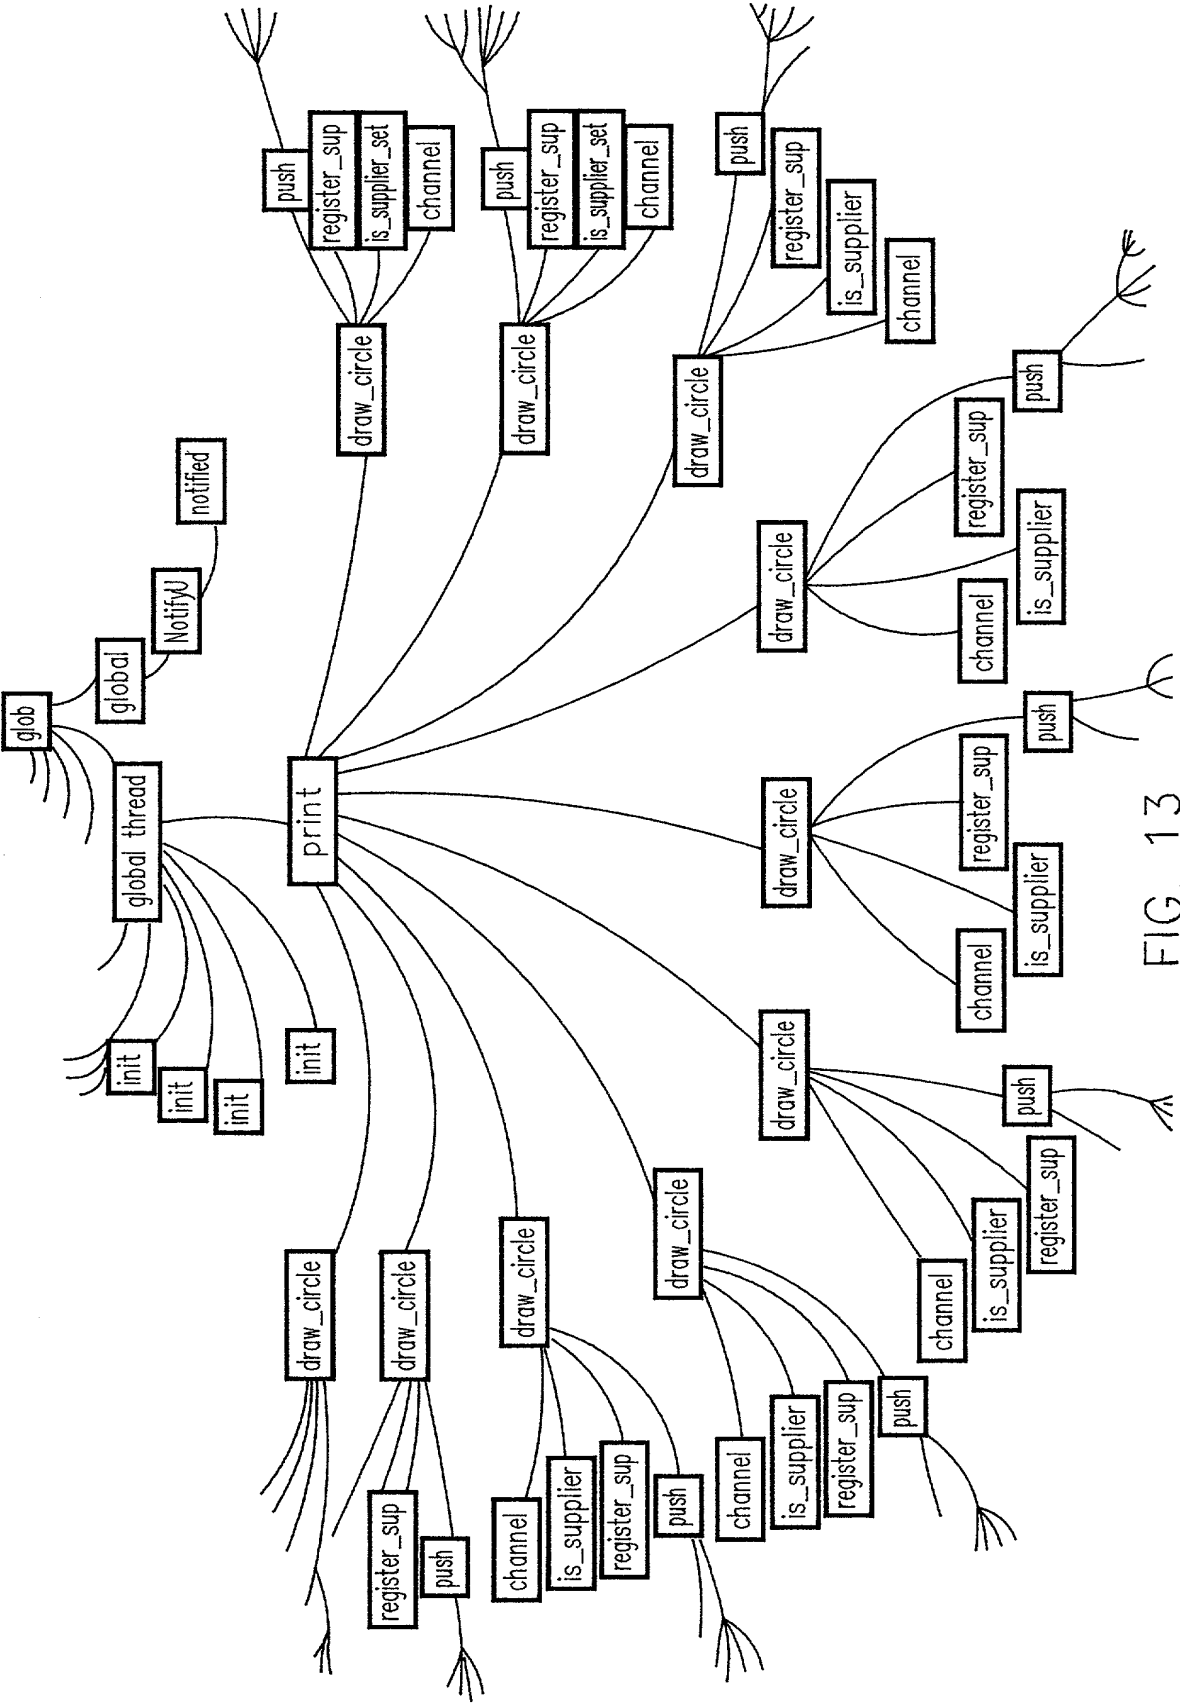 glob
global
NotifyU
notified
global thread
init
init
init
init
print
draw_circle
push
register_sup
is_supplier_set
channel
draw_circle
push
register_sup
is_supplier_set
channel
draw_circle
push
register_sup
is_supplier
channel
draw_circle
push
register_sup
is_supplier
channel
draw_circle
push
register_sup
is_supplier
channel
draw_circle
push
register_sup
is_supplier
channel
draw_circle
channel
is_supplier
register_sup
push
draw_circle
channel
is_supplier
register_sup
push
draw_circle
register_sup
push
draw_circle
FIG. 13